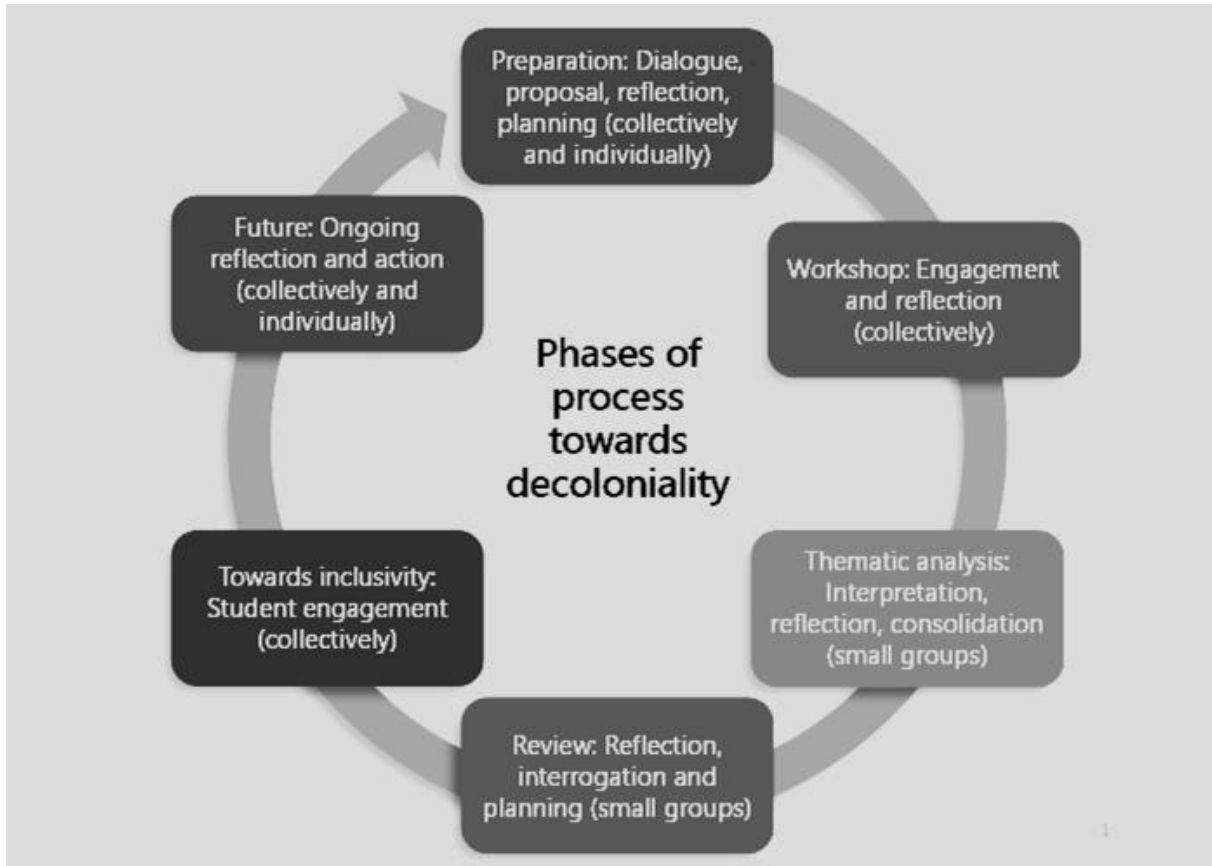 Preparation: Dialogue,
proposal, reflection,
planning (collectively
and individually)
Workshop: Engagement
and reflection
(collectively)
Thematic analysis:
Interpretation,
reflection, consolidation
(small groups)
Review: Reflection,
interrogation and
planning (small groups)
Towards inclusivity:
Student engagement
(collectively)
Future: Ongoing
reflection and action
(collectively and
individually)
Phases of
process
towards
decoloniality
1